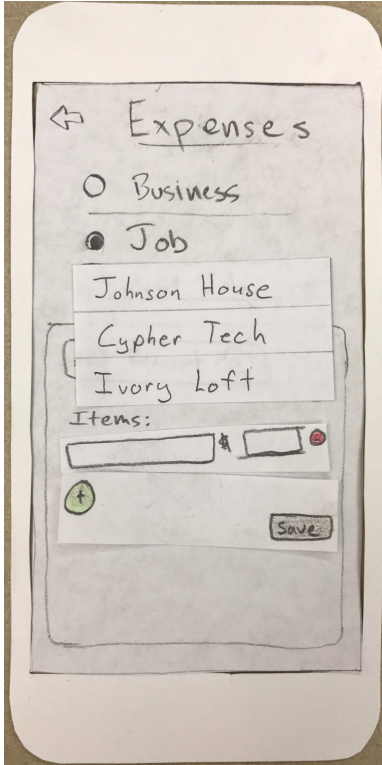 Expenses
Business
Job
Johnson House
Cypher Tech
Ivory Loft
Items:
$
+
Save